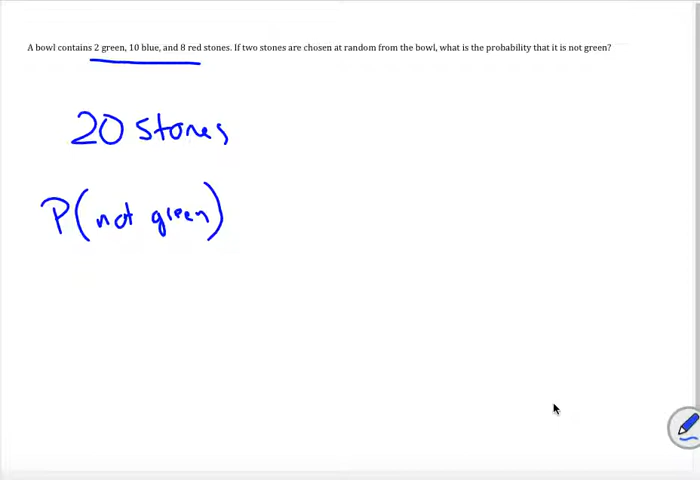 A bowl contains 2 green, 10 blue, and 8 red stones. If two stones are chosen at random from the bowl, what is the probability that it is not green?
20 stones
P(not green)